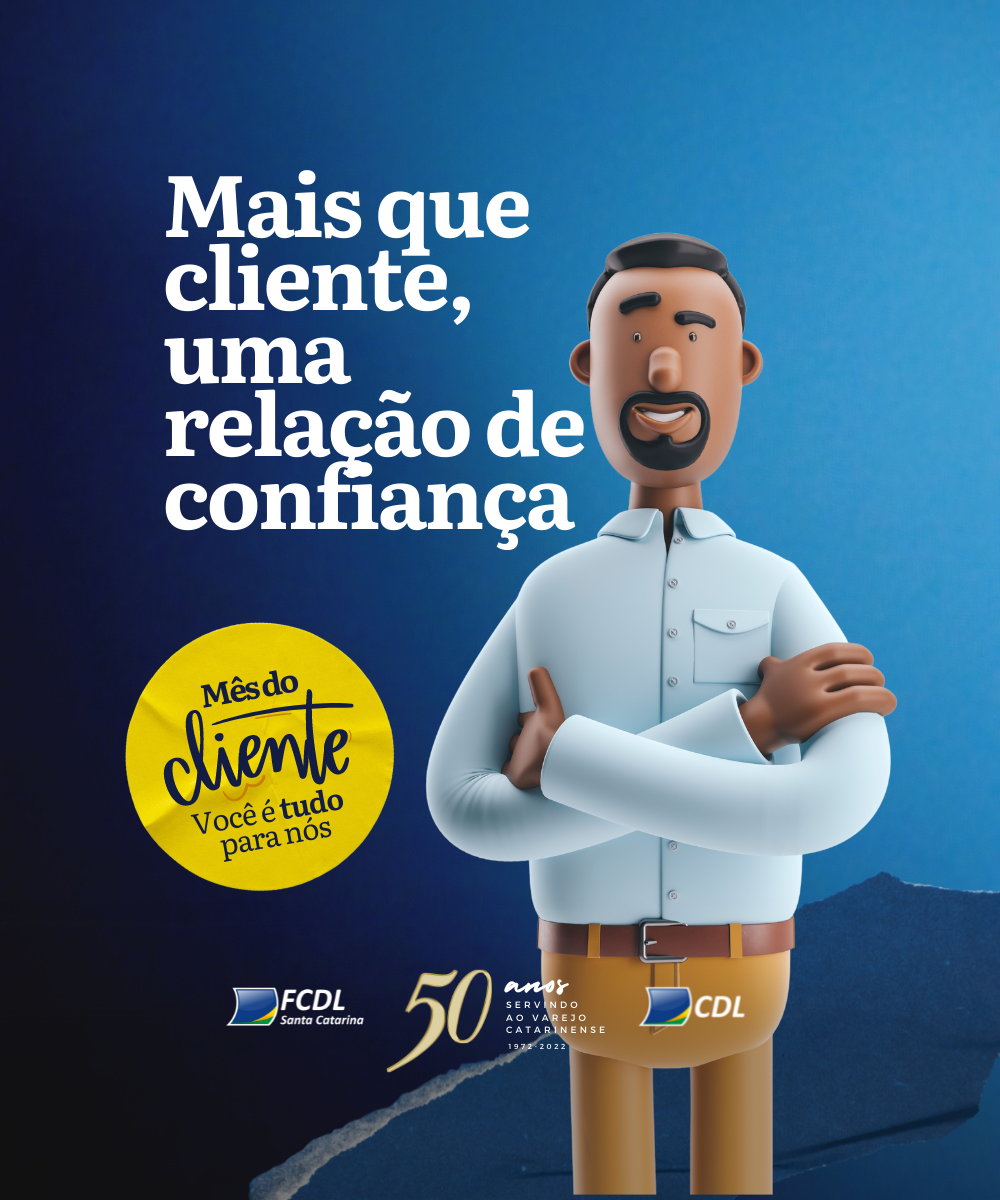 Mais que
cliente,
uma
relação de
confiança
Mês do
cliente
Você é tudo
para nós
FCDL
Santa Catarina
50 anos
SERVINDO
AO VAREJO
CATARINENSE
1972-2022
CDL